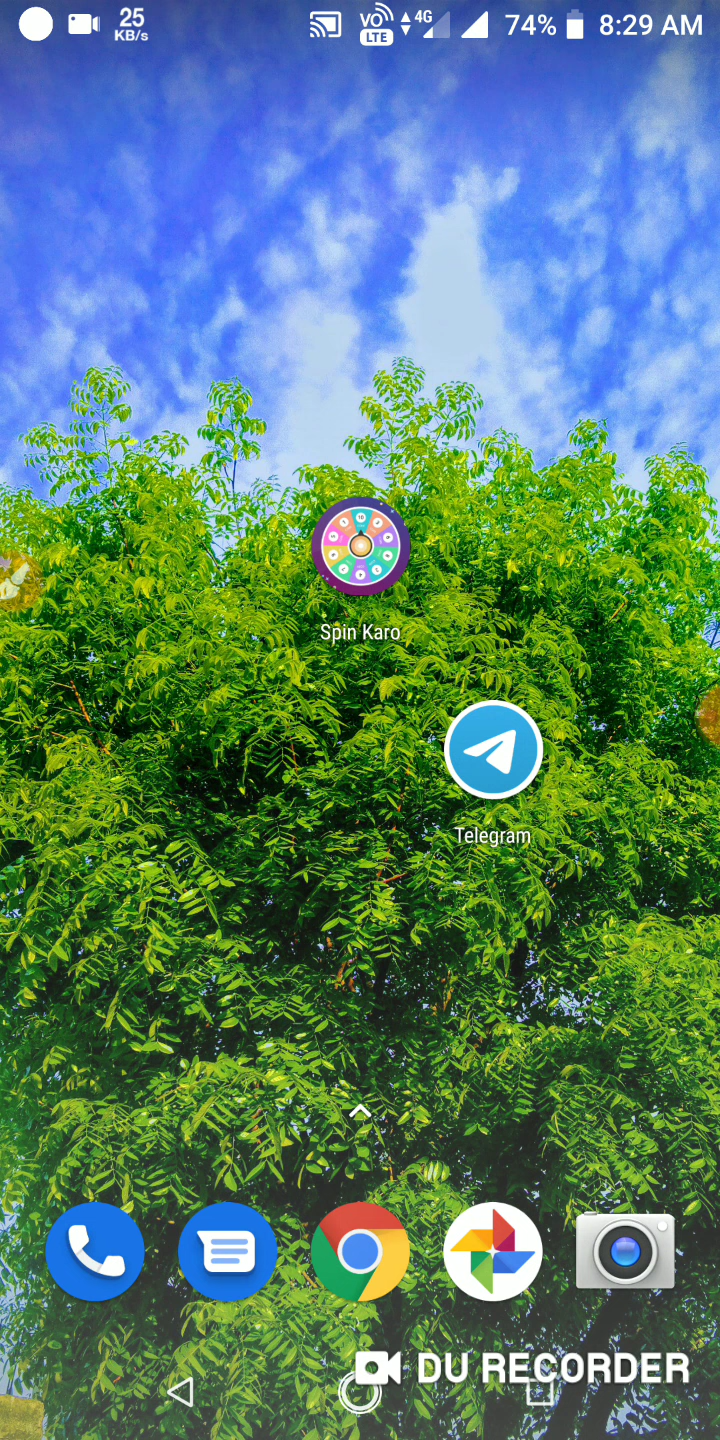 25
KB/s
VO
LTE
4G
74%
8:29 AM
Spin Karo
Telegram
DU RECORDER